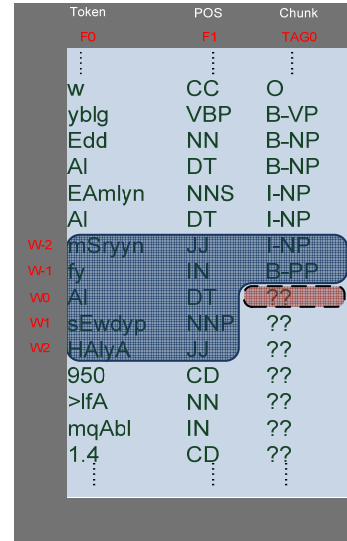 Token POS Chunk
F0 F1 TAG0
w CC O
yblg VBP B-VP
Edd NN B-NP
Al DT B-NP
EAmlyn NNS I-NP
Al DT I-NP
W-2 mSryyn JJ I-NP
W-1 fy IN B-PP
W0 Al DT ??
W1 sEwdyp NNP ??
W2 HAlyA JJ ??
950 CD ??
>lfA NN ??
mqAbl IN ??
1.4 CD ??